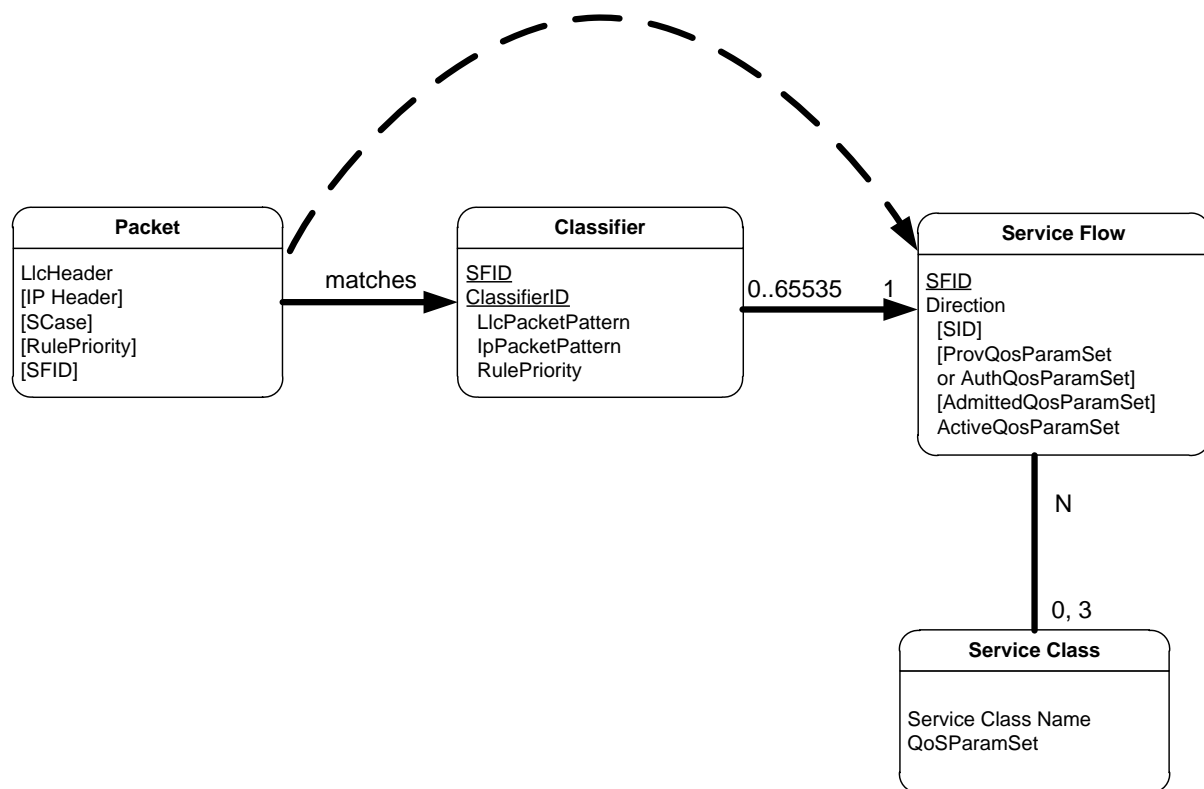 Packet
LlcHeader
[IP Header]
[SCase]
[RulePriority]
[SFID]
matches
Classifier
SFID
ClassifierID
LlcPacketPattern
IpPacketPattern
RulePriority
0..65535
1
Service Flow
SFID
Direction
[SID]
[ProvQosParamSet
or AuthQosParamSet]
[AdmittedQosParamSet]
ActiveQosParamSet
N
0, 3
Service Class
Service Class Name
QoSParamSet